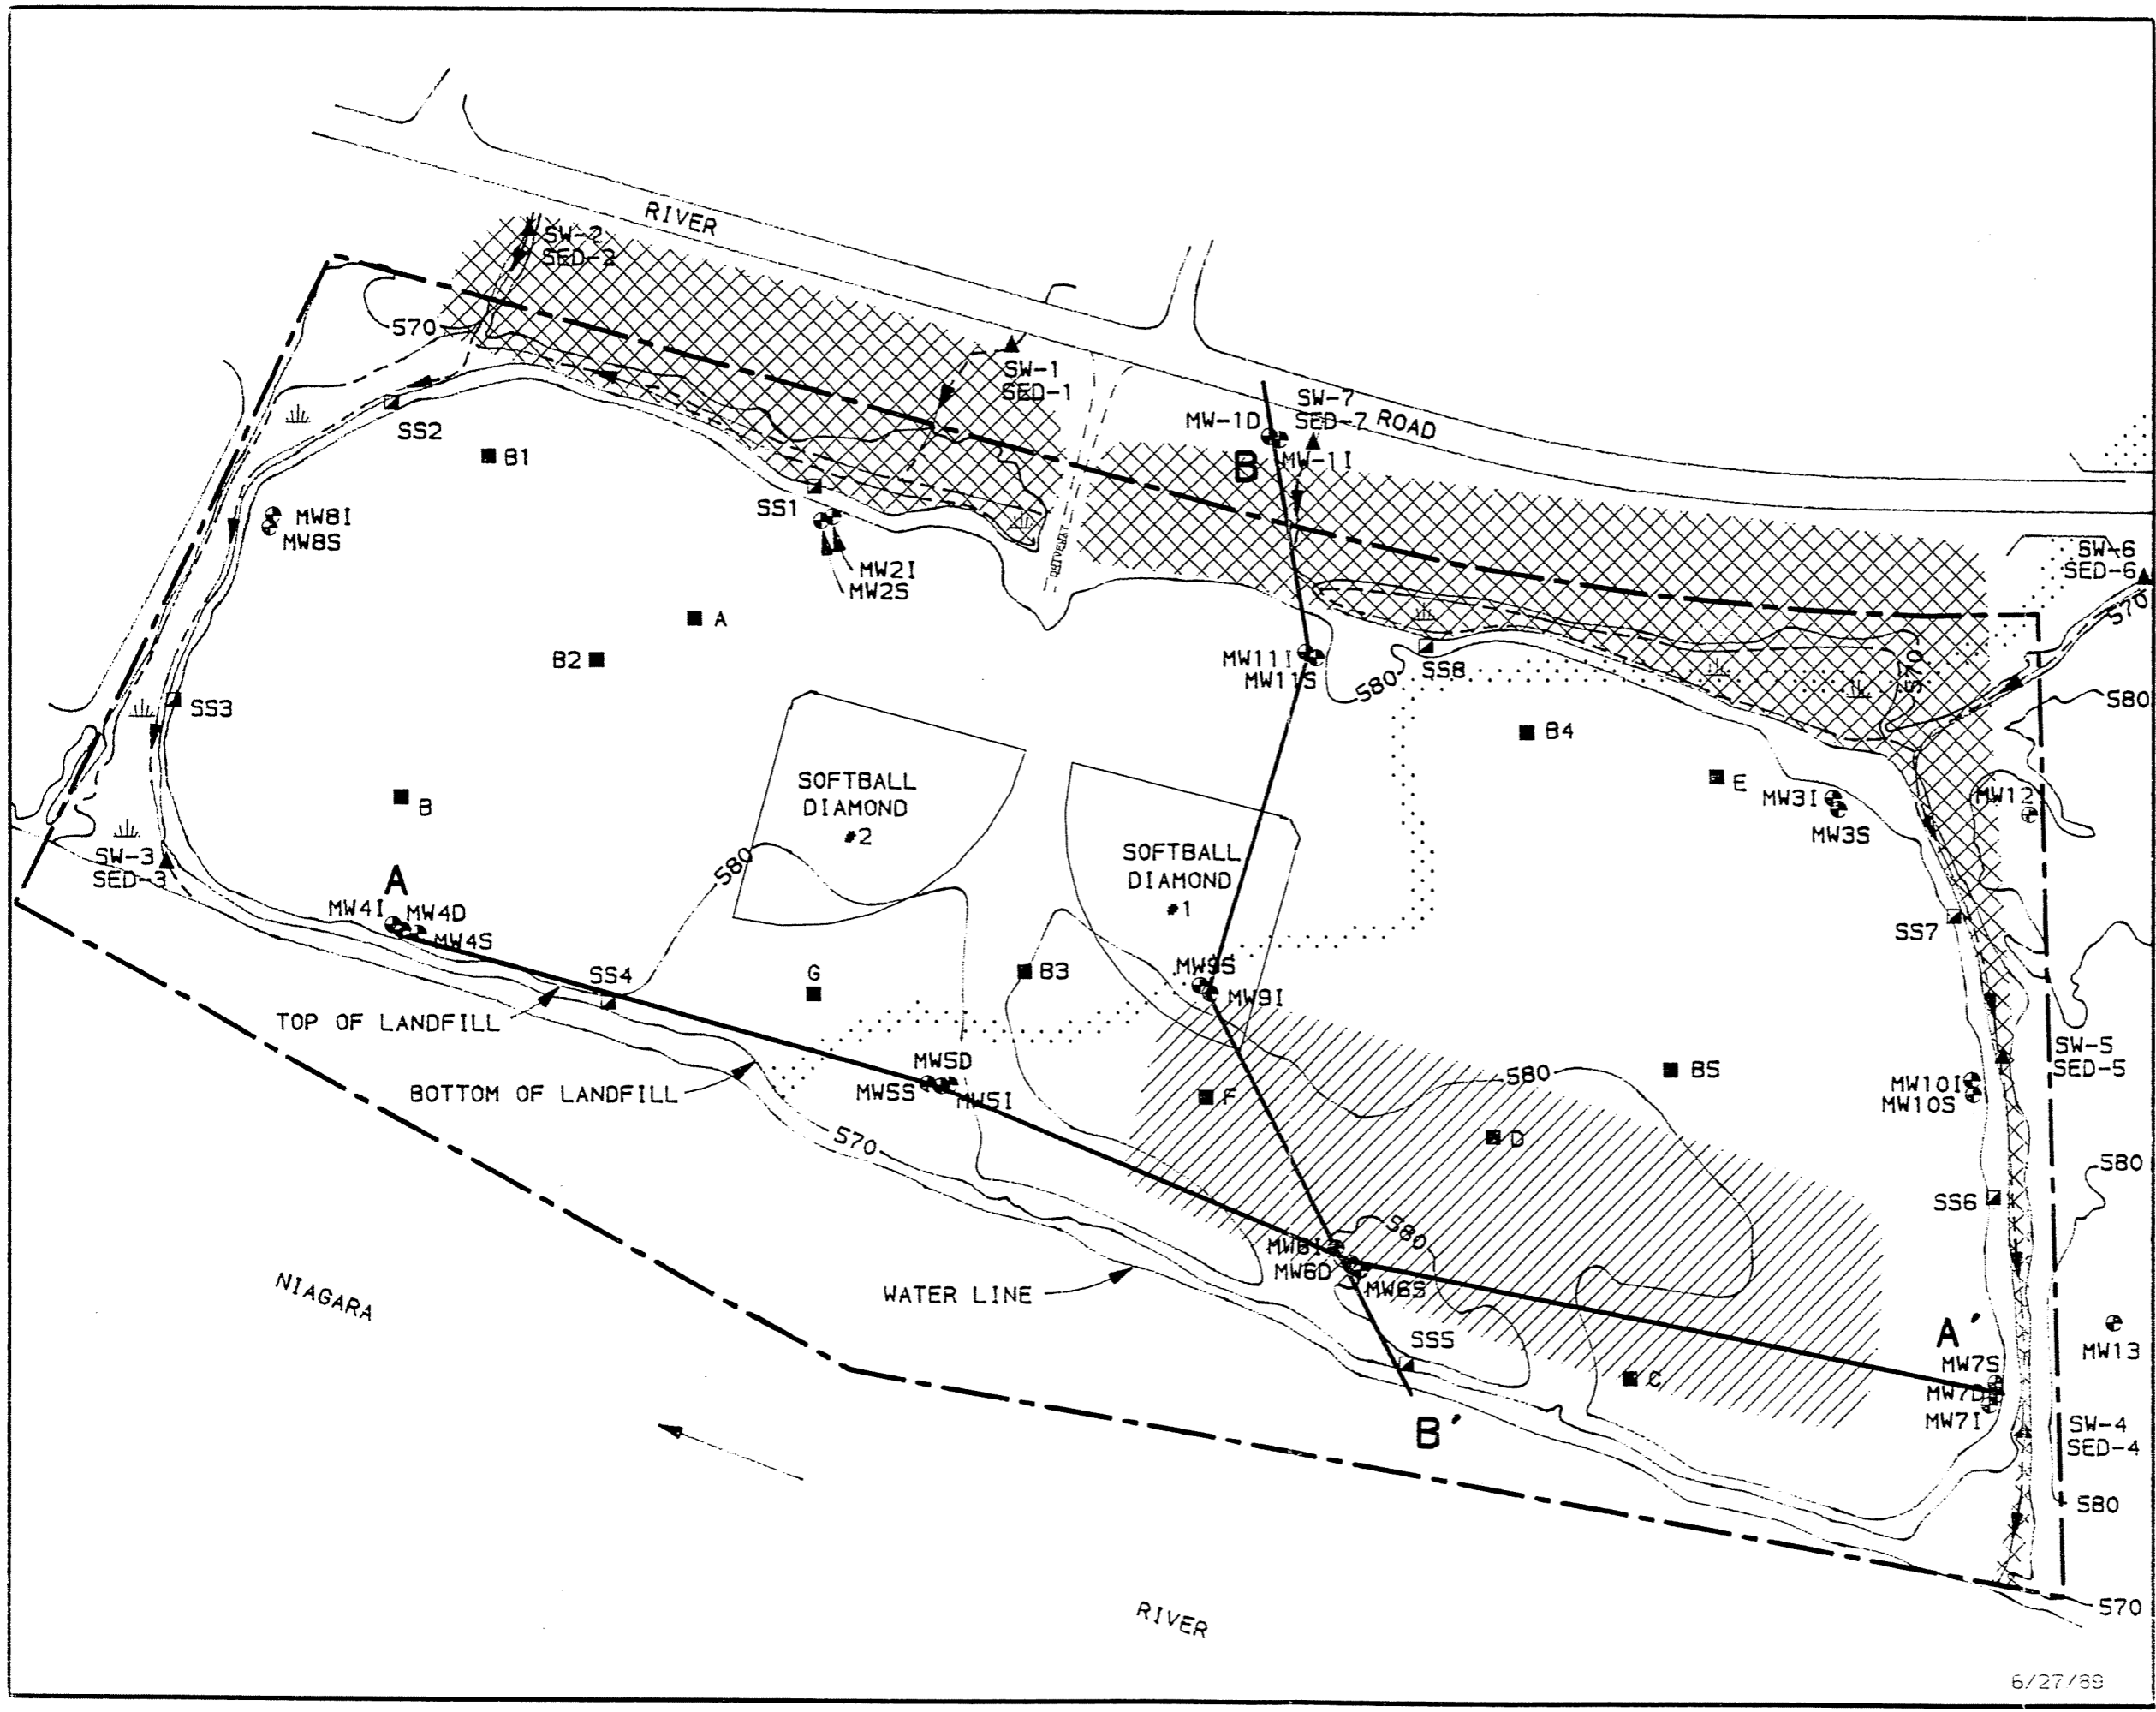 RIVER
SW-2
SED-2
570
SW-1
SED-1
SW-7
SED-7
ROAD
MW-1D
MW-1I
B
SS2
B1
SS1
MW8I
MW8S
MW2I
MW2S
SW-6
SED-6
570
A
B2
MW11I
MW11S
SS8
580
570
580
SS3
B4
SOFTBALL
DIAMOND
#2
E
MW3I
MW3S
MW12
B
SW-3
SED-3
580
SOFTBALL
DIAMOND
#1
A
MW4I
MW4D
MW4S
SS7
SS4
G
B3
MW9S
MW9I
TOP OF LANDFILL
BOTTOM OF LANDFILL
MW5D
MW5S
MW5I
F
580
B5
MW10I
MW10S
SW-5
SED-5
570
D
580
SS6
580
MW6I
MW6D
MW6S
NIAGARA
WATER LINE
SS5
A'
MW13
MW7S
MW7D
MW7I
C
B'
SW-4
SED-4
580
570
RIVER
6/27/89